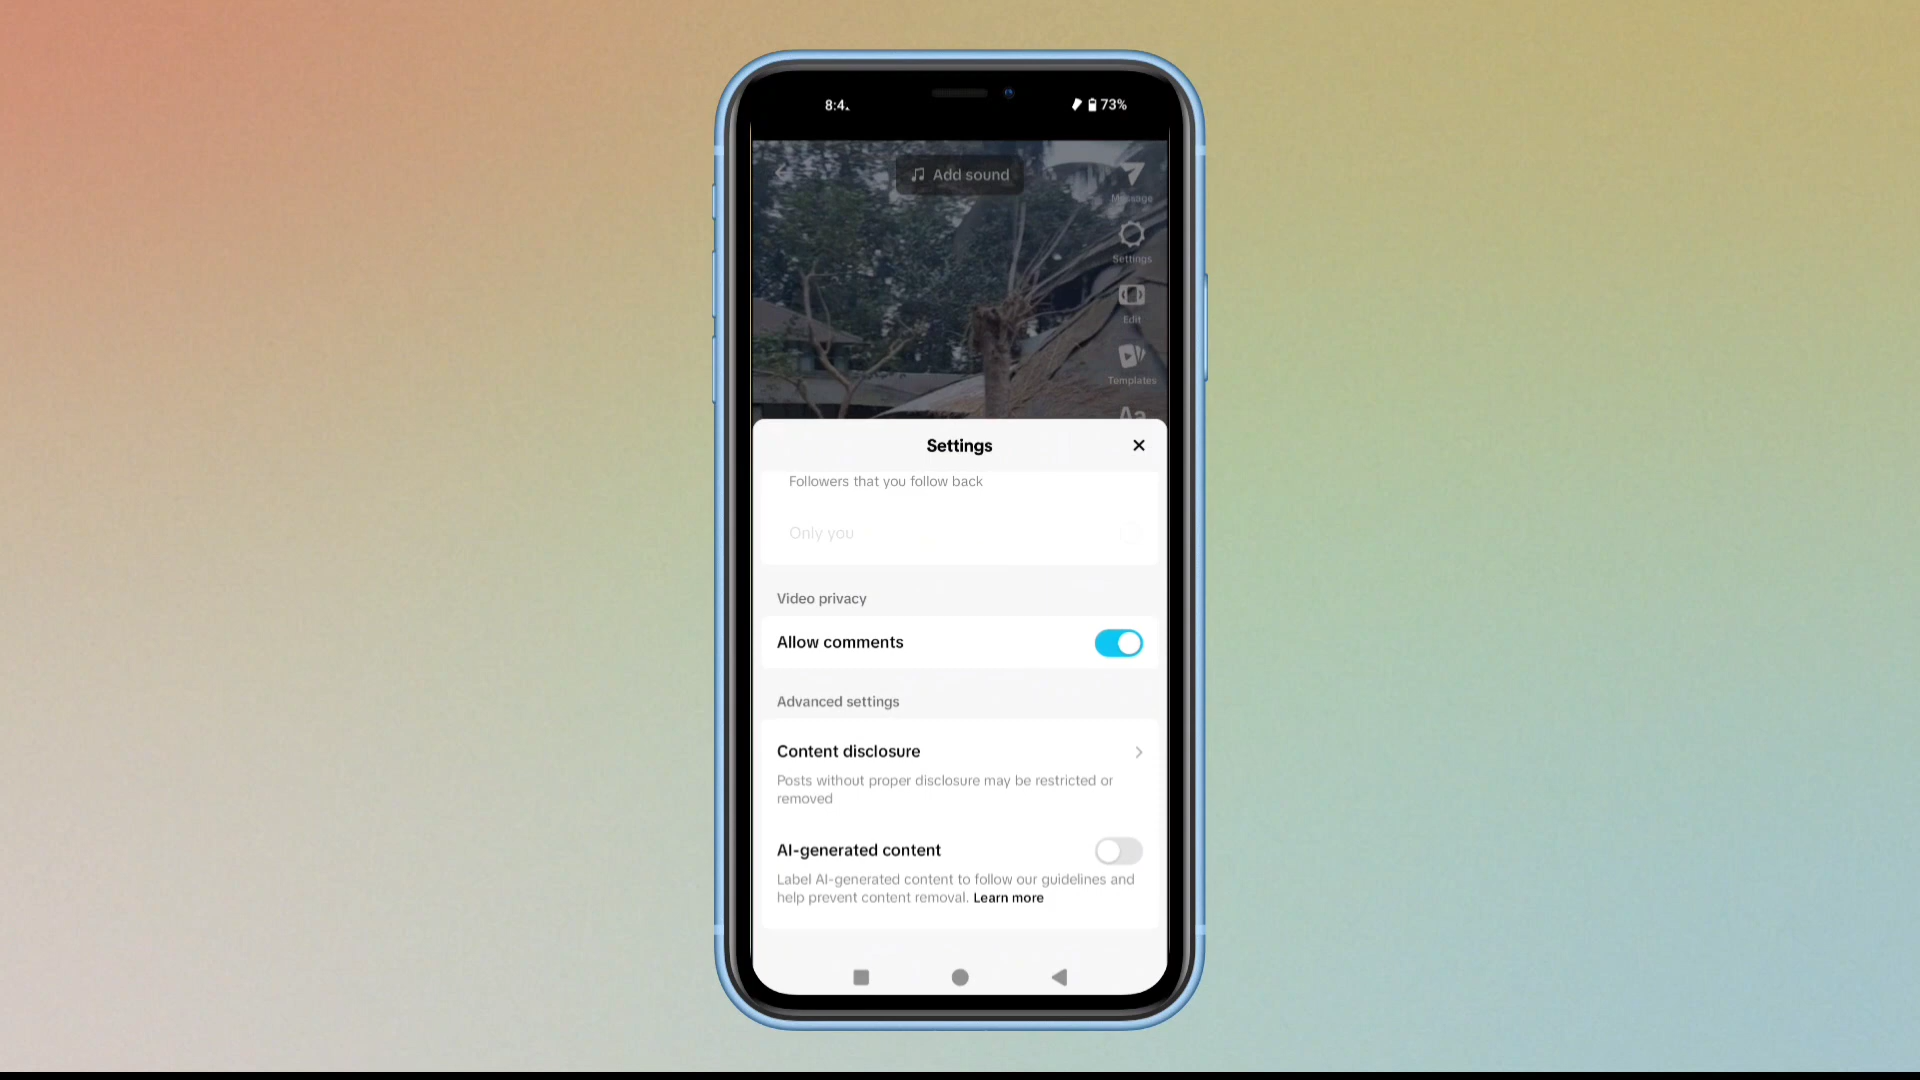 8:4
73%
Add sound
Message
Settings
Edit
Templates
Aa
Settings
Followers that you follow back
Only you
Video privacy
Allow comments
Advanced settings
Content disclosure
Posts without proper disclosure may be restricted or
removed
AI-generated content
Label AI-generated content to follow our guidelines and
help prevent content removal. Learn more